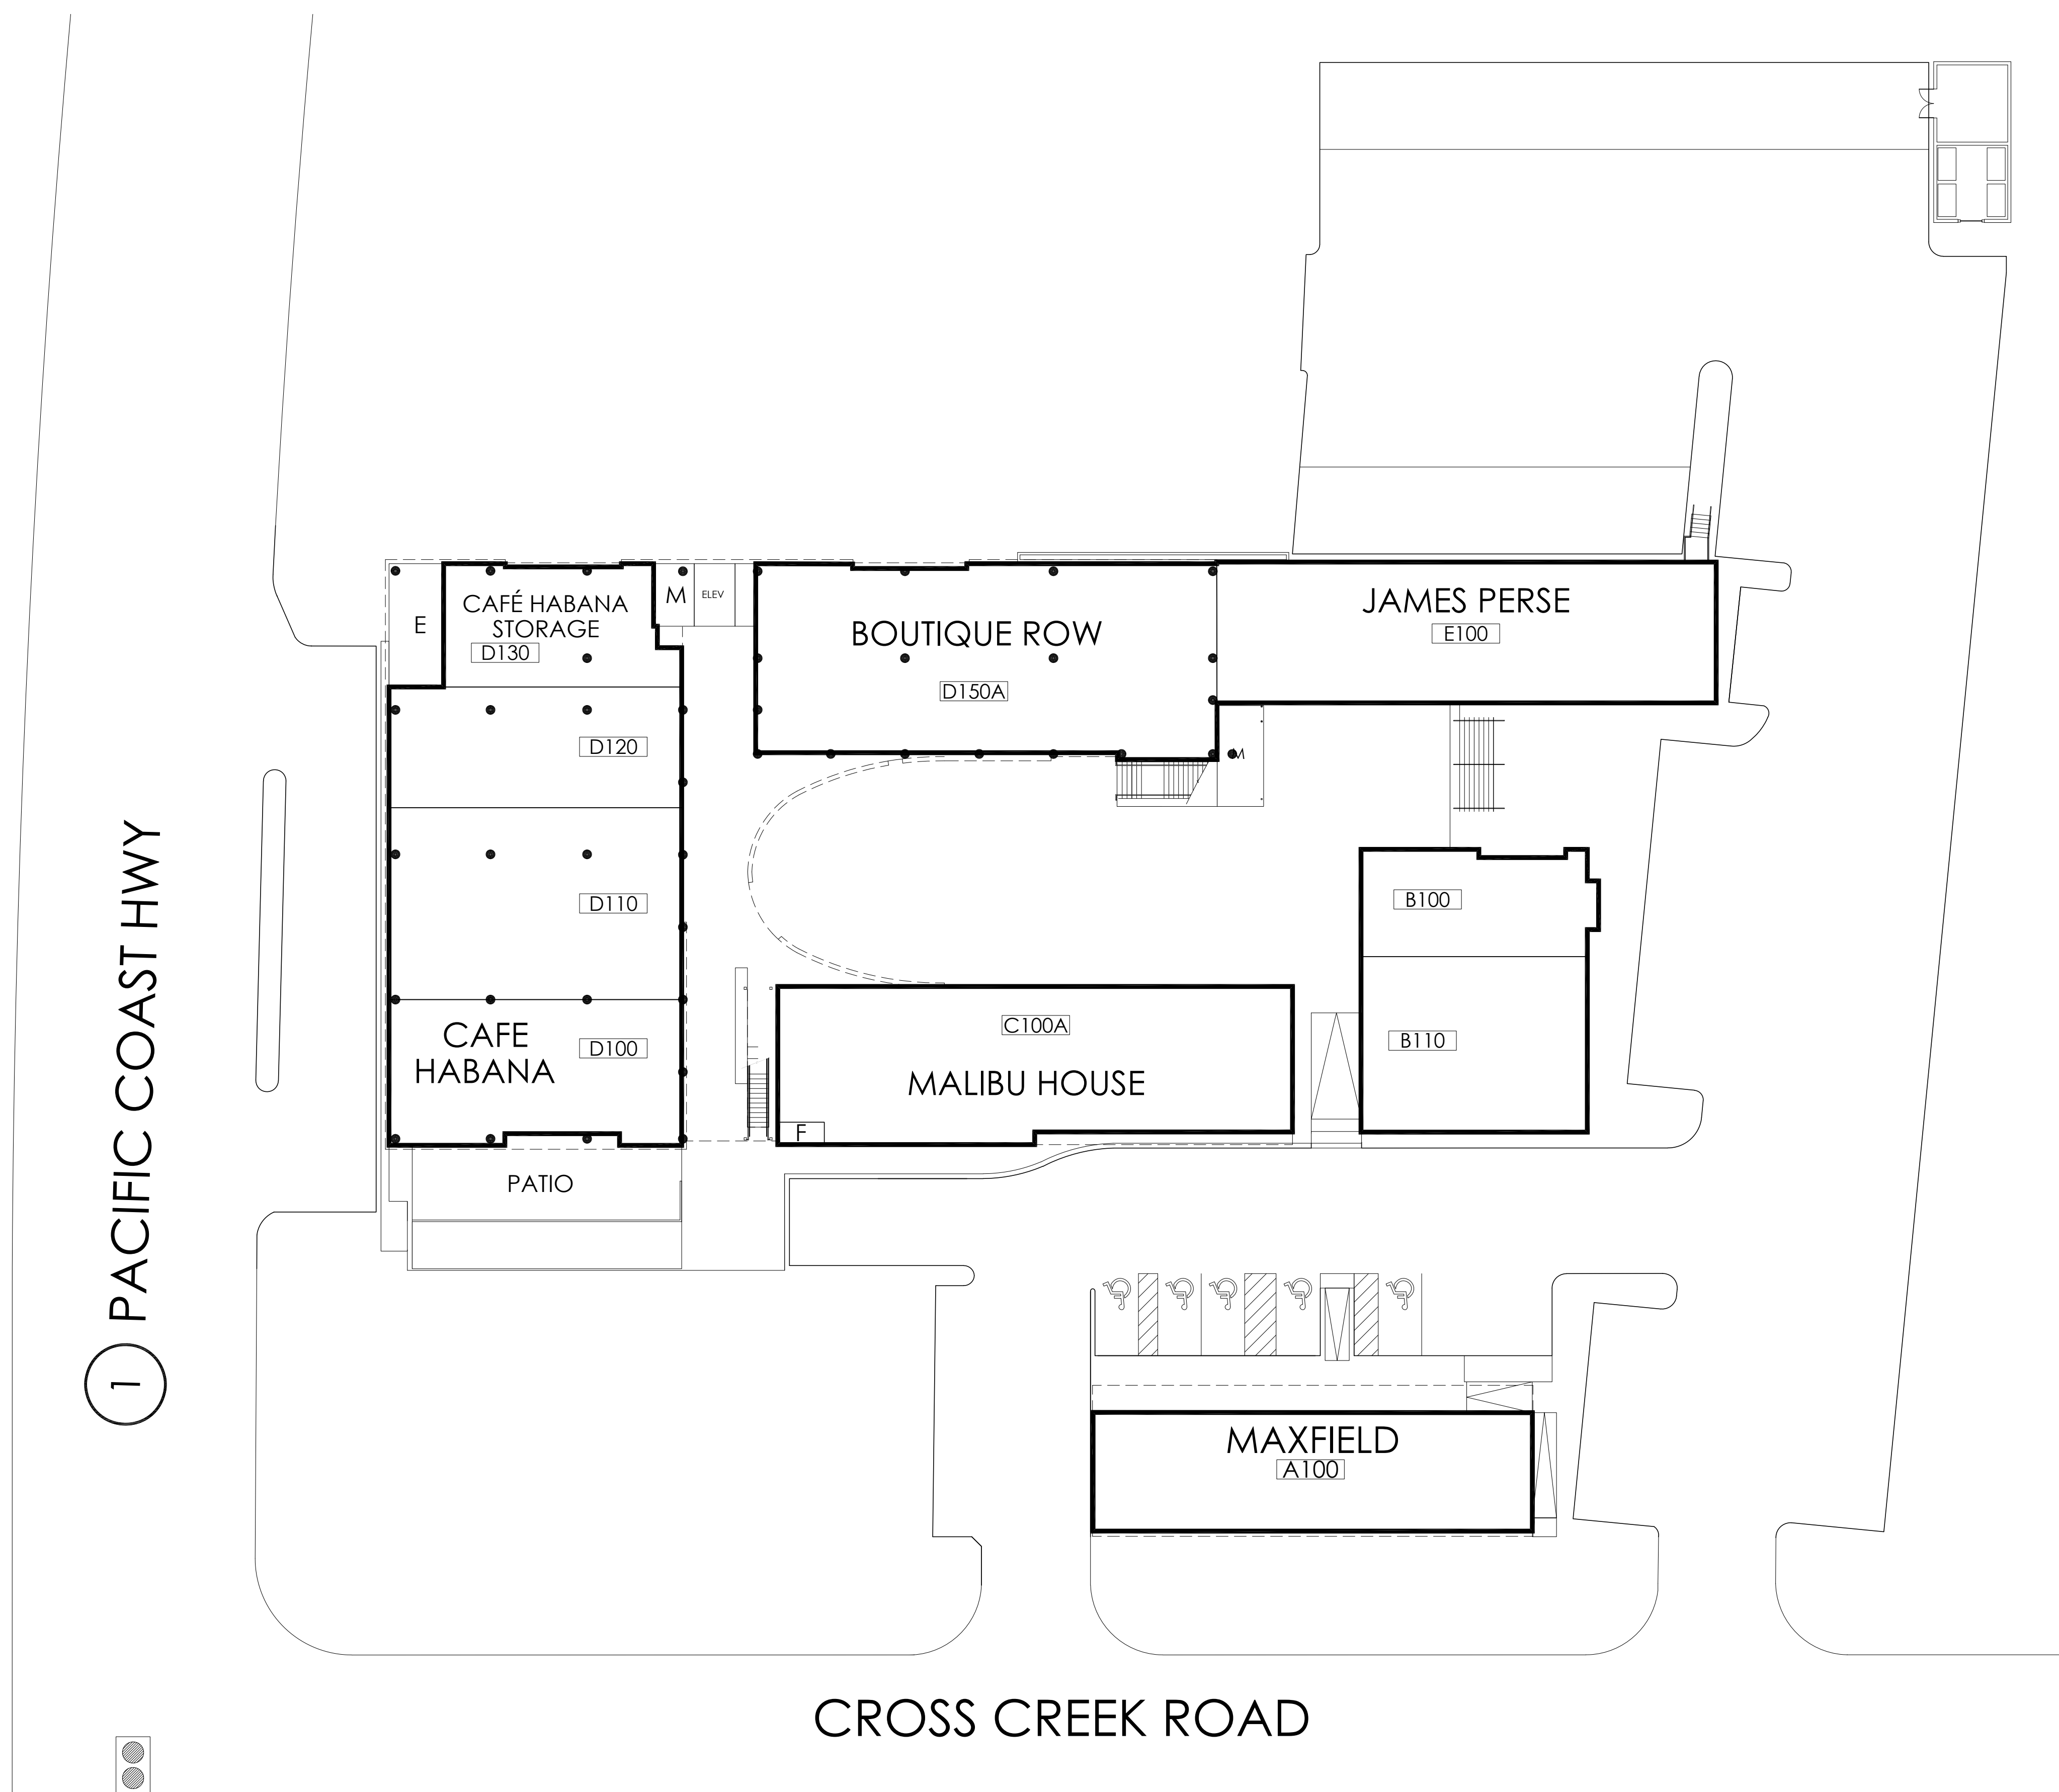 E
CAFÉ HABANA
STORAGE
D130
M
ELEV
BOUTIQUE ROW
D150A
JAMES PERSE
E100
D120
M
D110
B100
CAFE
HABANA
D100
C100A
MALIBU HOUSE
F
B110
PATIO
1 PACIFIC COAST HWY
MAXFIELD
A100
CROSS CREEK ROAD